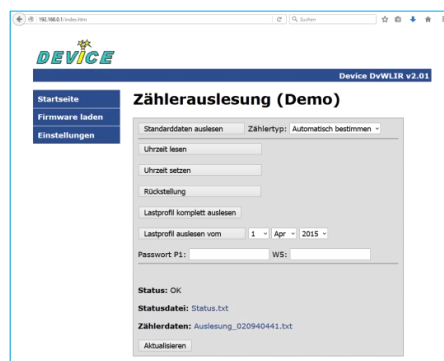 192.168.0.1/index.htm
Suchen
DEVICE
Device DvWLIR v2.01
Startseite
Firmware laden
Einstellungen
Zählerauslesung (Demo)
Standarddaten auslesen Zählertyp: Automatisch bestimmen
Uhrzeit lesen
Uhrzeit setzen
Rückstellung
Lastprofil komplett auslesen
Lastprofil auslesen vom 1 Apr 2015
Passwort P1: W5:
Status: OK
Statusdatei: Status.txt
Zählerdaten: Auslesung_020940441.txt
Aktualisieren